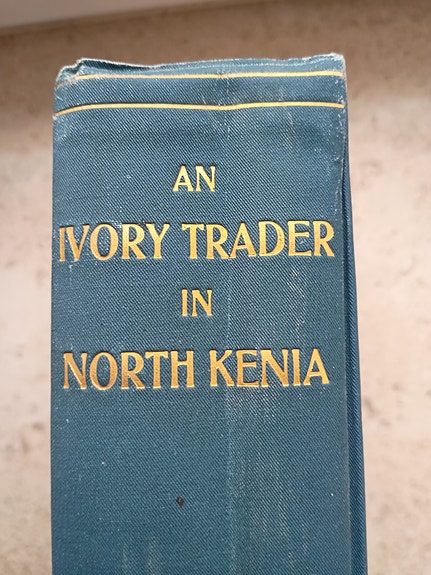 AN
IVORY TRADER
IN
NORTH KENIA